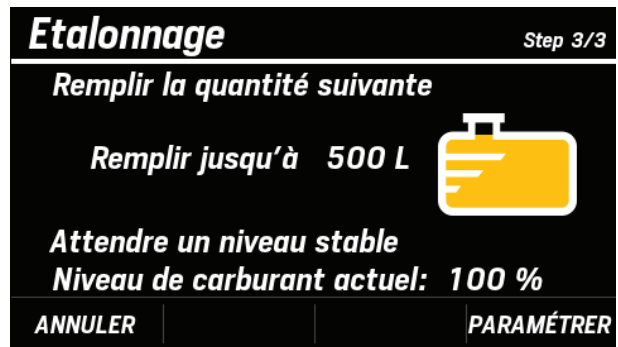 Etalonnage Step 3/3
Remplir la quantité suivante
Remplir jusqu'à 500 L
Attendre un niveau stable
Niveau de carburant actuel: 100 %
ANNULER PARAMÉTRER